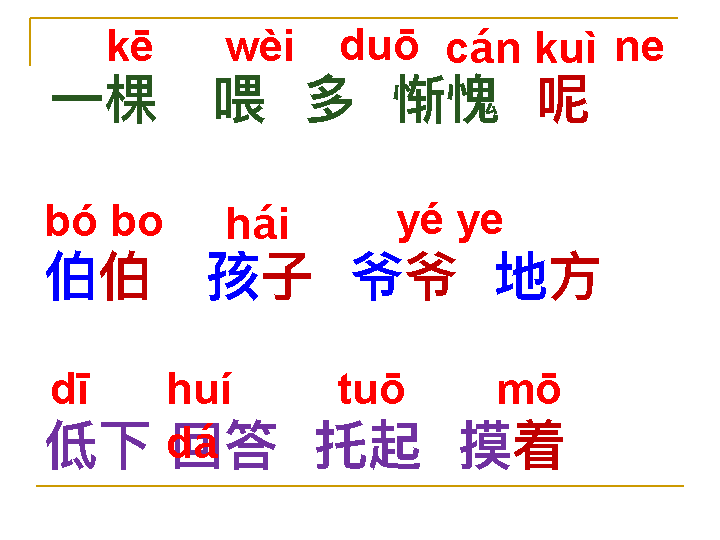 kē wèi duō cán kuì ne
一棵 喂 多 惭愧 呢
bó bo hái yé ye
伯伯 孩子 爷爷 地方
dī huí dá tuō mō
低下 回答 托起 摸着